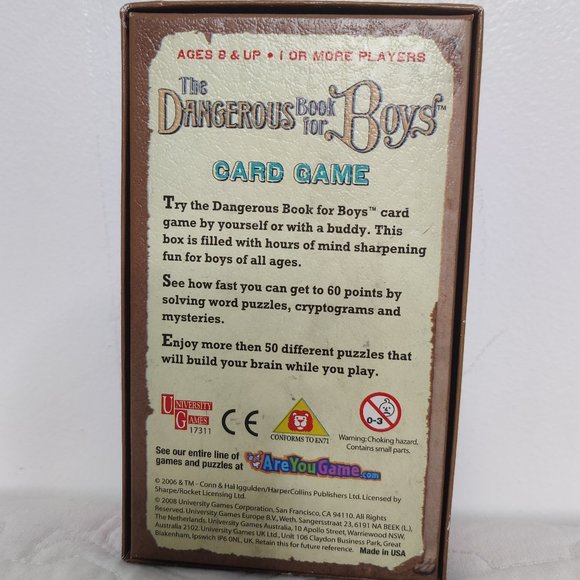 AGES 8 & UP • 1 OR MORE PLAYERS
The DANGEROUS Book for Boys™
CARD GAME
Try the Dangerous Book for Boys™ card
game by yourself or with a buddy. This
box is filled with hours of mind sharpening
fun for boys of all ages.
See how fast you can get to 60 points by
solving word puzzles, cryptograms and
mysteries.
Enjoy more then 50 different puzzles that
will build your brain while you play.
UNIVERSITY
GAMES
17311
CE
CONFORMS TO EN71
0-3
Warning: Choking hazard.
Contains small parts.
See our entire line of
games and puzzles at AreYouGame.com
© 2006 & TM - Conn & Hal Iggulden/HarperCollins Publishers Ltd. Licensed by
Sharpe/Rocket Licensing Ltd.
© 2008 University Games Corporation, San Francisco, CA 94110. All Rights
Reserved. University Games Europe B.V., Weth. Sangersstraat 23, 6191 NA BEEK (L.),
The Netherlands. University Games Australia, 10 Apollo Street, Warriewood NSW,
Australia 2102. University Games UK Ltd., Unit 106 Claydon Business Park, Great
Blakenham, Ipswich IP6 0NL, UK. Retain this for future reference. Made in USA